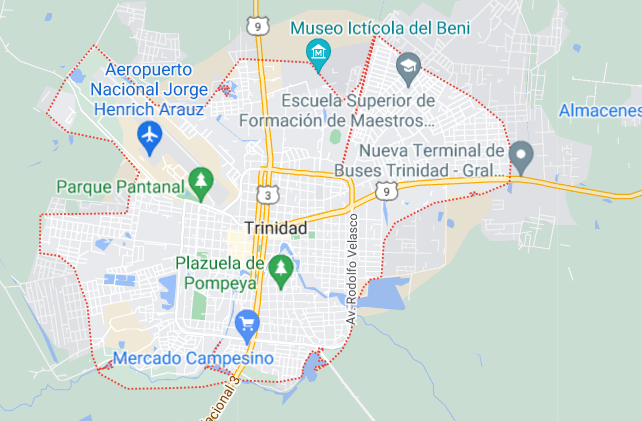 9
Museo Ictícola del Beni
Aeropuerto
Nacional Jorge
Henrich Arauz
Escuela Superior de
Formación de Maestros...
Almacenes
Nueva Terminal de
Buses Trinidad - Gral...
Parque Pantanal
3
9
Trinidad
Av. Rodolfo Velasco
Plazuela de
Pompeya
Mercado Campesino
acional 3